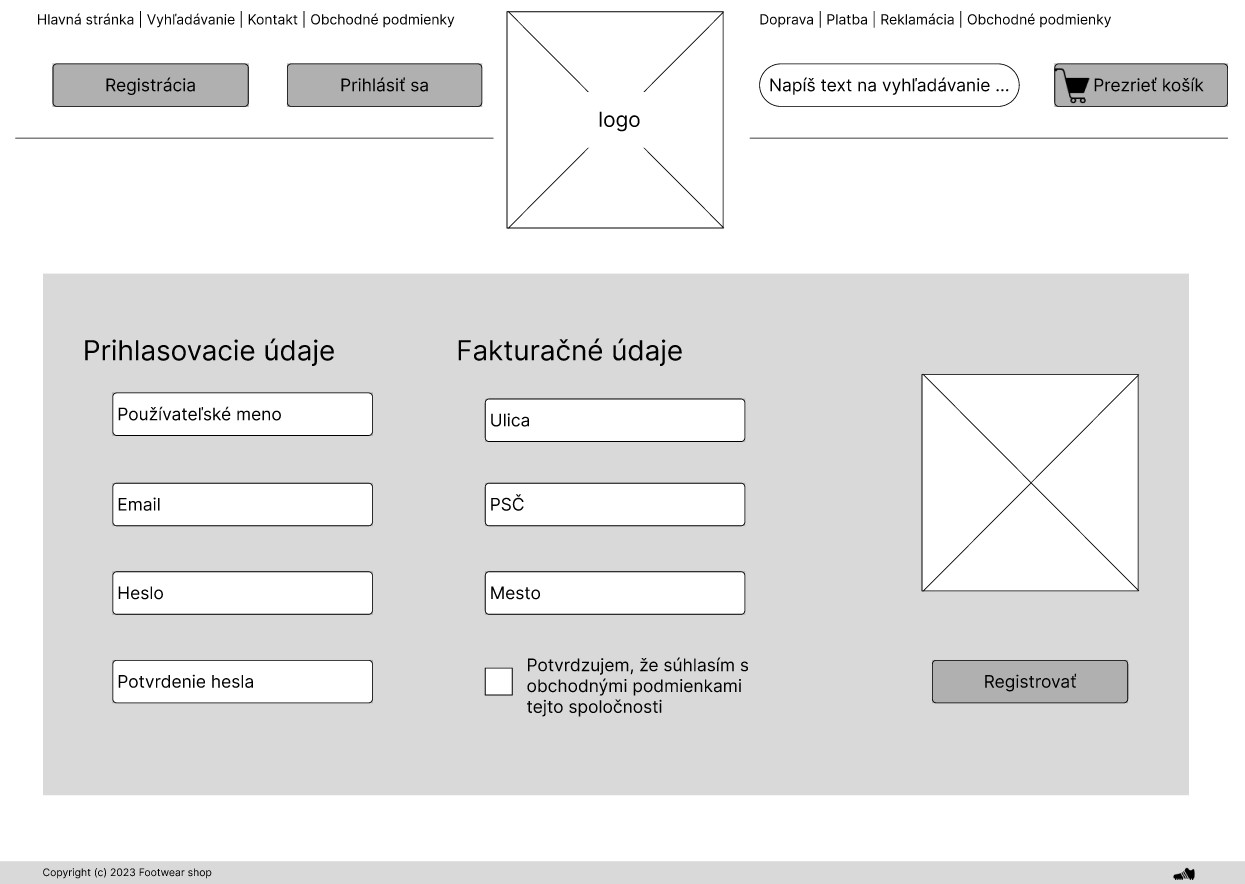 Hlavná stránka | Vyhľadávanie | Kontakt | Obchodné podmienky
Doprava | Platba | Reklamácia | Obchodné podmienky
Registrácia
Prihlásiť sa
logo
Napíš text na vyhľadávanie ...
Prezrieť košík
Prihlasovacie údaje
Používateľské meno
Email
Heslo
Potvrdenie hesla
Fakturačné údaje
Ulica
PSČ
Mesto
Potvrdzujem, že súhlasím s
obchodnými podmienkami
tejto spoločnosti
Registrovať
Copyright (c) 2023 Footwear shop